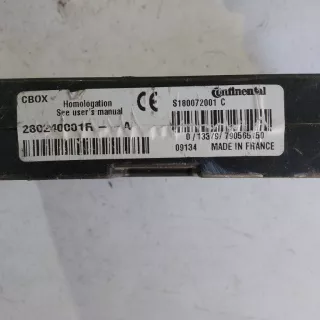 CBOX
Homologation
See user's manual
CE
Continental
S180072001 C
280240001R - - A
09134 MADE IN FRANCE